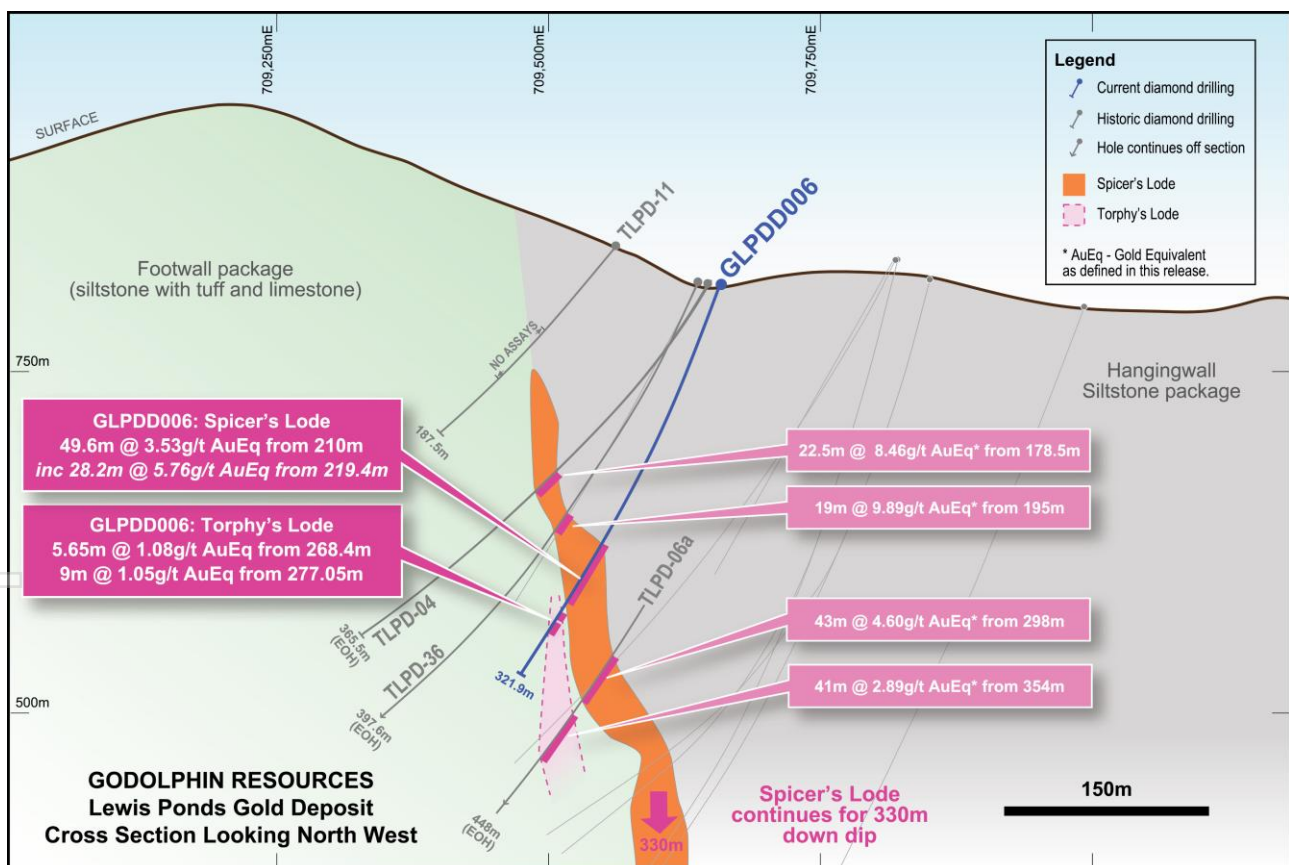 709,250mE
709,500mE
709,750mE
SURFACE
Legend
Current diamond drilling
Historic diamond drilling
Hole continues off section
Spicer's Lode
Torphy's Lode
* AuEq - Gold Equivalent
as defined in this release.
TLPD-11
GLPDD006
Footwall package
(siltstone with tuff and limestone)
NO ASSAYS
750m
Hangingwall
Siltstone package
187.5m
GLPDD006: Spicer's Lode
49.6m @ 3.53g/t AuEq from 210m
inc 28.2m @ 5.76g/t AuEq from 219.4m
22.5m @ 8.46g/t AuEq* from 178.5m
19m @ 9.89g/t AuEq* from 195m
GLPDD006: Torphy's Lode
5.65m @ 1.08g/t AuEq from 268.4m
9m @ 1.05g/t AuEq from 277.05m
TLPD-06a
365.5m
(EOH)
TLPD-04
TLPD-36
43m @ 4.60g/t AuEq* from 298m
321.9m
41m @ 2.89g/t AuEq* from 354m
500m
397.6m
(EOH)
GODOLPHIN RESOURCES
Lewis Ponds Gold Deposit
Cross Section Looking North West
448m
(EOH)
330m
Spicer's Lode
continues for 330m
down dip
150m